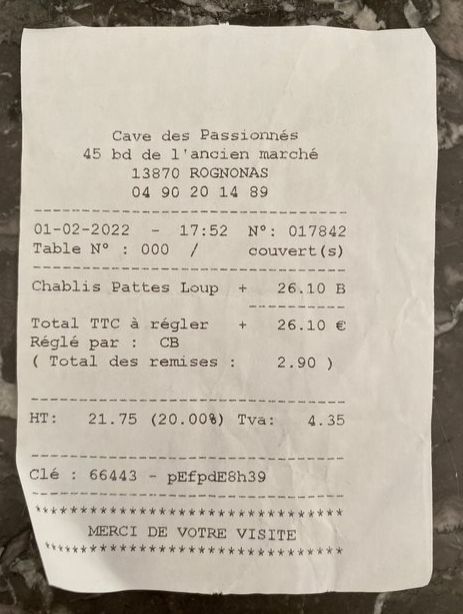 Cave des Passionnés
45 bd de l'ancien marché
13870 ROGNONAS
04 90 20 14 89
--------------------------------
01-02-2022 - 17:52 N°: 017842
Table N° : 000 / couvert(s)
--------------------------------
Chablis Pattes Loup + 26.10 B
----------
Total TTC à régler + 26.10 €
Réglé par : CB
( Total des remises : 2.90 )
--------------------------------
HT: 21.75 (20.00%) Tva: 4.35
--------------------------------
Clé : 66443 - pEfpdE8h39
--------------------------------
********************************
MERCI DE VOTRE VISITE
********************************